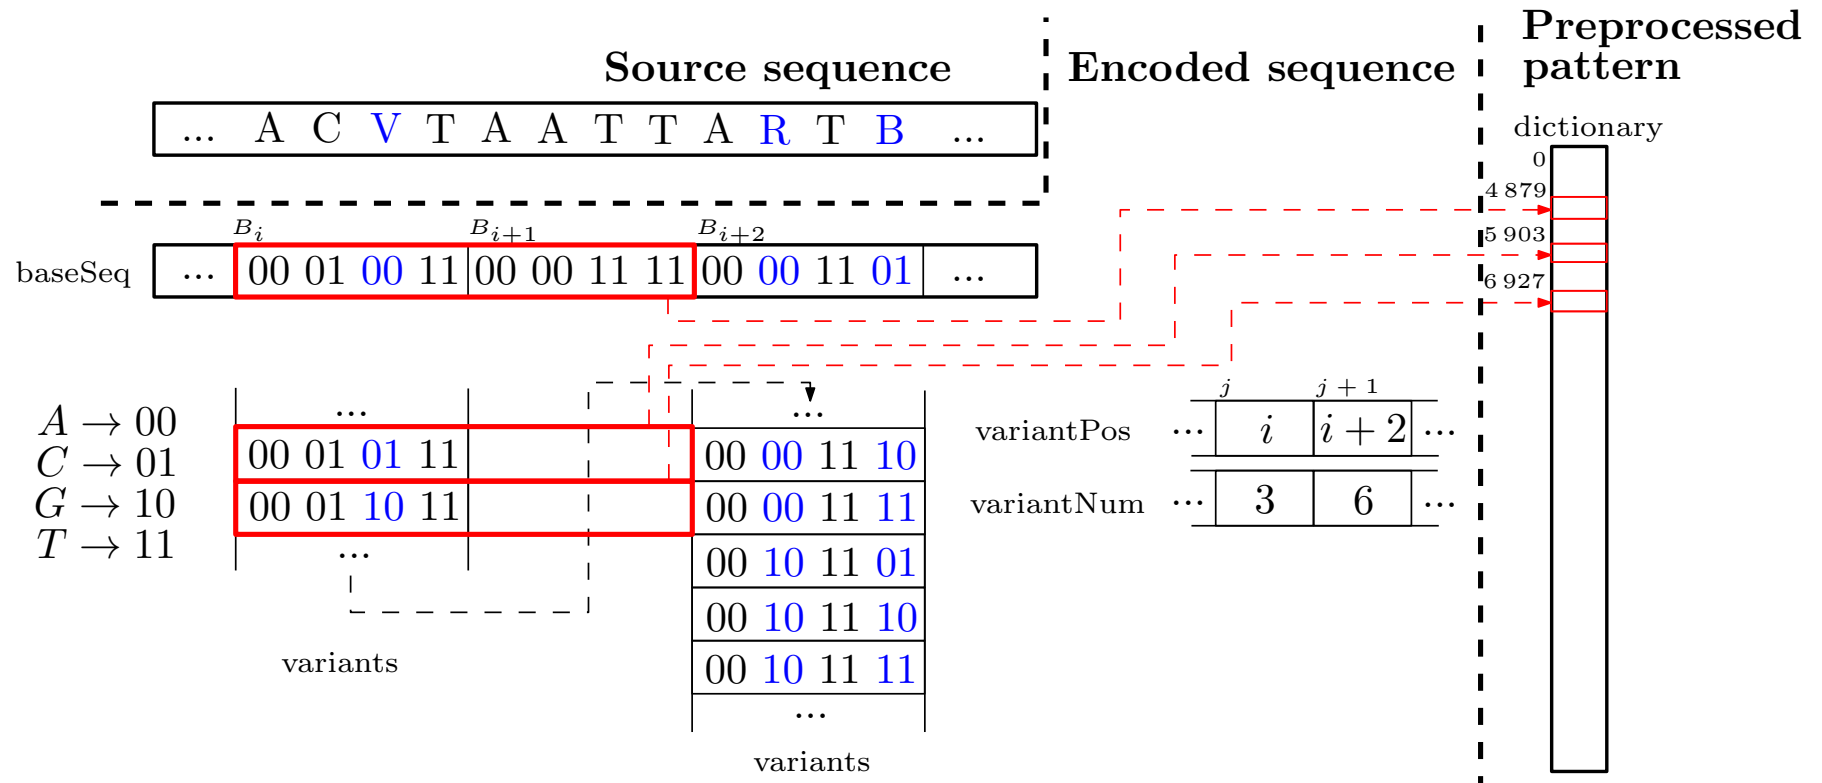 Source sequence
Encoded sequence
Preprocessed
pattern
... A C V T A A T T A R T B ...
dictionary
0
4 879
5 903
6 927
B_i B_{i+1} B_{i+2}
baseSeq ... 00 01 00 11 00 00 11 11 00 00 11 01 ...
A → 00
C → 01
G → 10
T → 11
...
00 01 01 11
00 01 10 11
...
variants
...
00 00 11 10
00 00 11 11
00 10 11 01
00 10 11 10
00 10 11 11
...
variants
j j + 1
variantPos ... i i + 2 ...
variantNum ... 3 6 ...